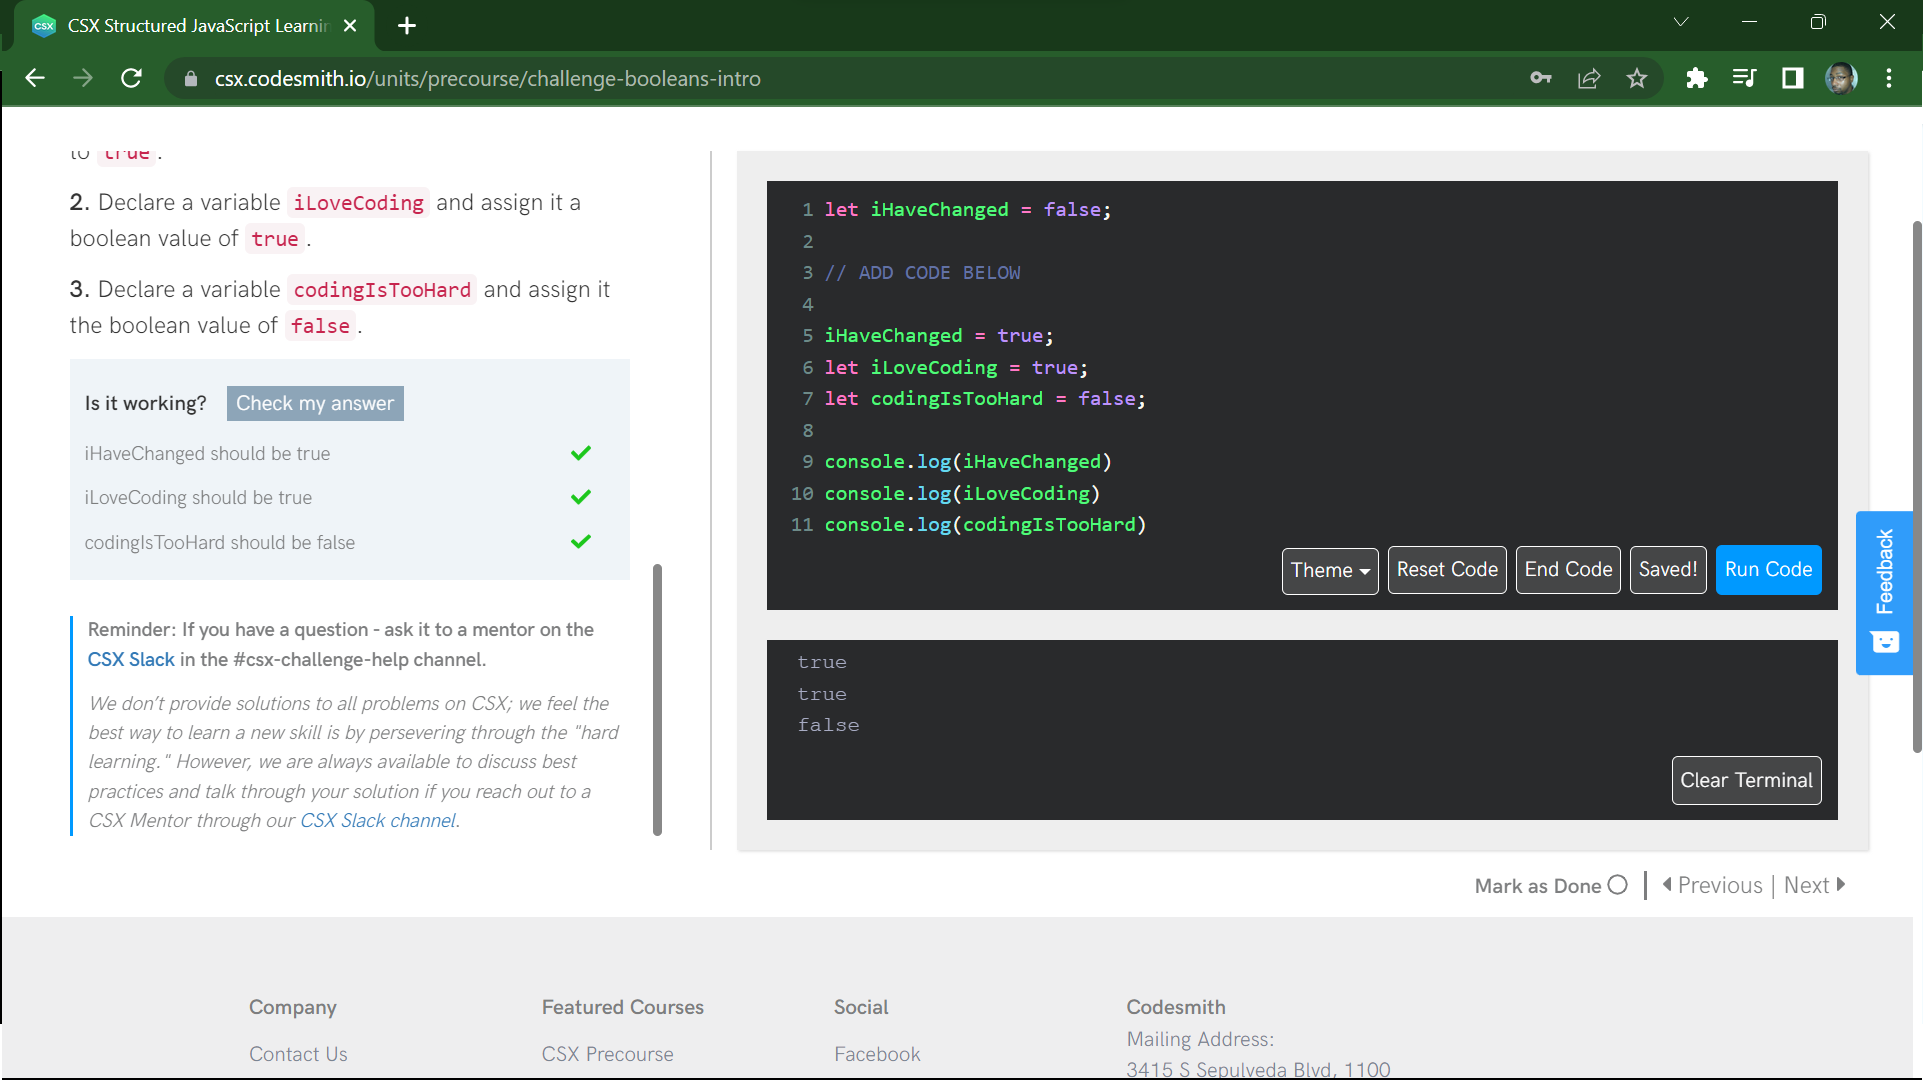 CSX Structured JavaScript Learnin
csx.codesmith.io/units/precourse/challenge-booleans-intro
to true .
2. Declare a variable iLoveCoding and assign it a
boolean value of true .
3. Declare a variable codingIsTooHard and assign it
the boolean value of false .
Is it working? Check my answer
iHaveChanged should be true
iLoveCoding should be true
codingIsTooHard should be false
Reminder: If you have a question - ask it to a mentor on the
CSX Slack in the #csx-challenge-help channel.
We don’t provide solutions to all problems on CSX; we feel the
best way to learn a new skill is by persevering through the "hard
learning." However, we are always available to discuss best
practices and talk through your solution if you reach out to a
CSX Mentor through our CSX Slack channel.
1 let iHaveChanged = false;
2
3 // ADD CODE BELOW
4
5 iHaveChanged = true;
6 let iLoveCoding = true;
7 let codingIsTooHard = false;
8
9 console.log(iHaveChanged)
10 console.log(iLoveCoding)
11 console.log(codingIsTooHard)
Theme Reset Code End Code Saved! Run Code
true
true
false
Clear Terminal
Feedback
Mark as Done | Previous | Next
Company
Contact Us
Featured Courses
CSX Precourse
Social
Facebook
Codesmith
Mailing Address:
3415 S Sepulveda Blvd, 1100